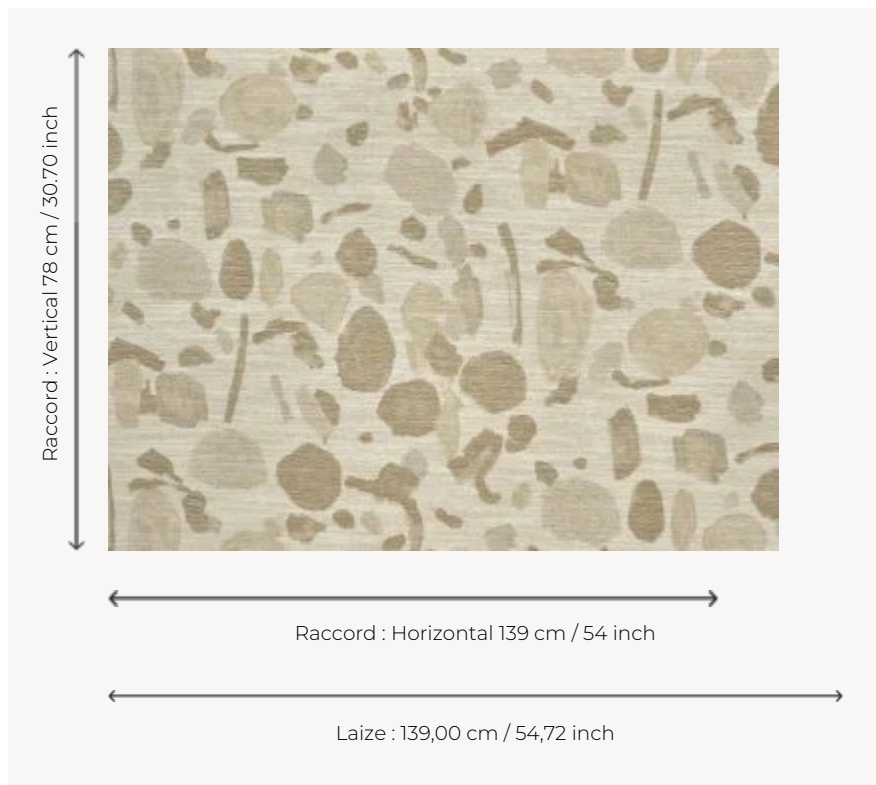 Raccord : Vertical 78 cm / 30.70 inch
Raccord : Horizontal 139 cm / 54 inch
Laize : 139,00 cm / 54,72 inch